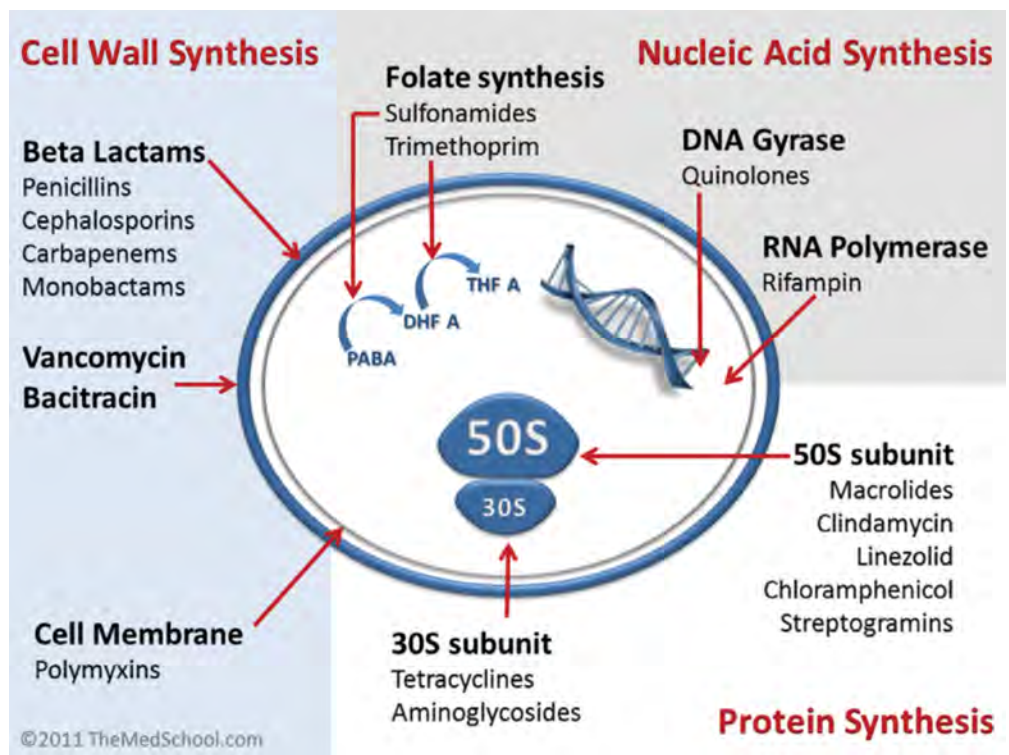 Cell Wall Synthesis
Nucleic Acid Synthesis
Folate synthesis
Sulfonamides
Trimethoprim
Beta Lactams
Penicillins
Cephalosporins
Carbapenems
Monobactams
DNA Gyrase
Quinolones
RNA Polymerase
Rifampin
THF A
DHF A
PABA
Vancomycin
Bacitracin
50S
30S
50S subunit
Macrolides
Clindamycin
Linezolid
Chloramphenicol
Streptogramins
Cell Membrane
Polymyxins
30S subunit
Tetracyclines
Aminoglycosides
Protein Synthesis
©2011 TheMedSchool.com